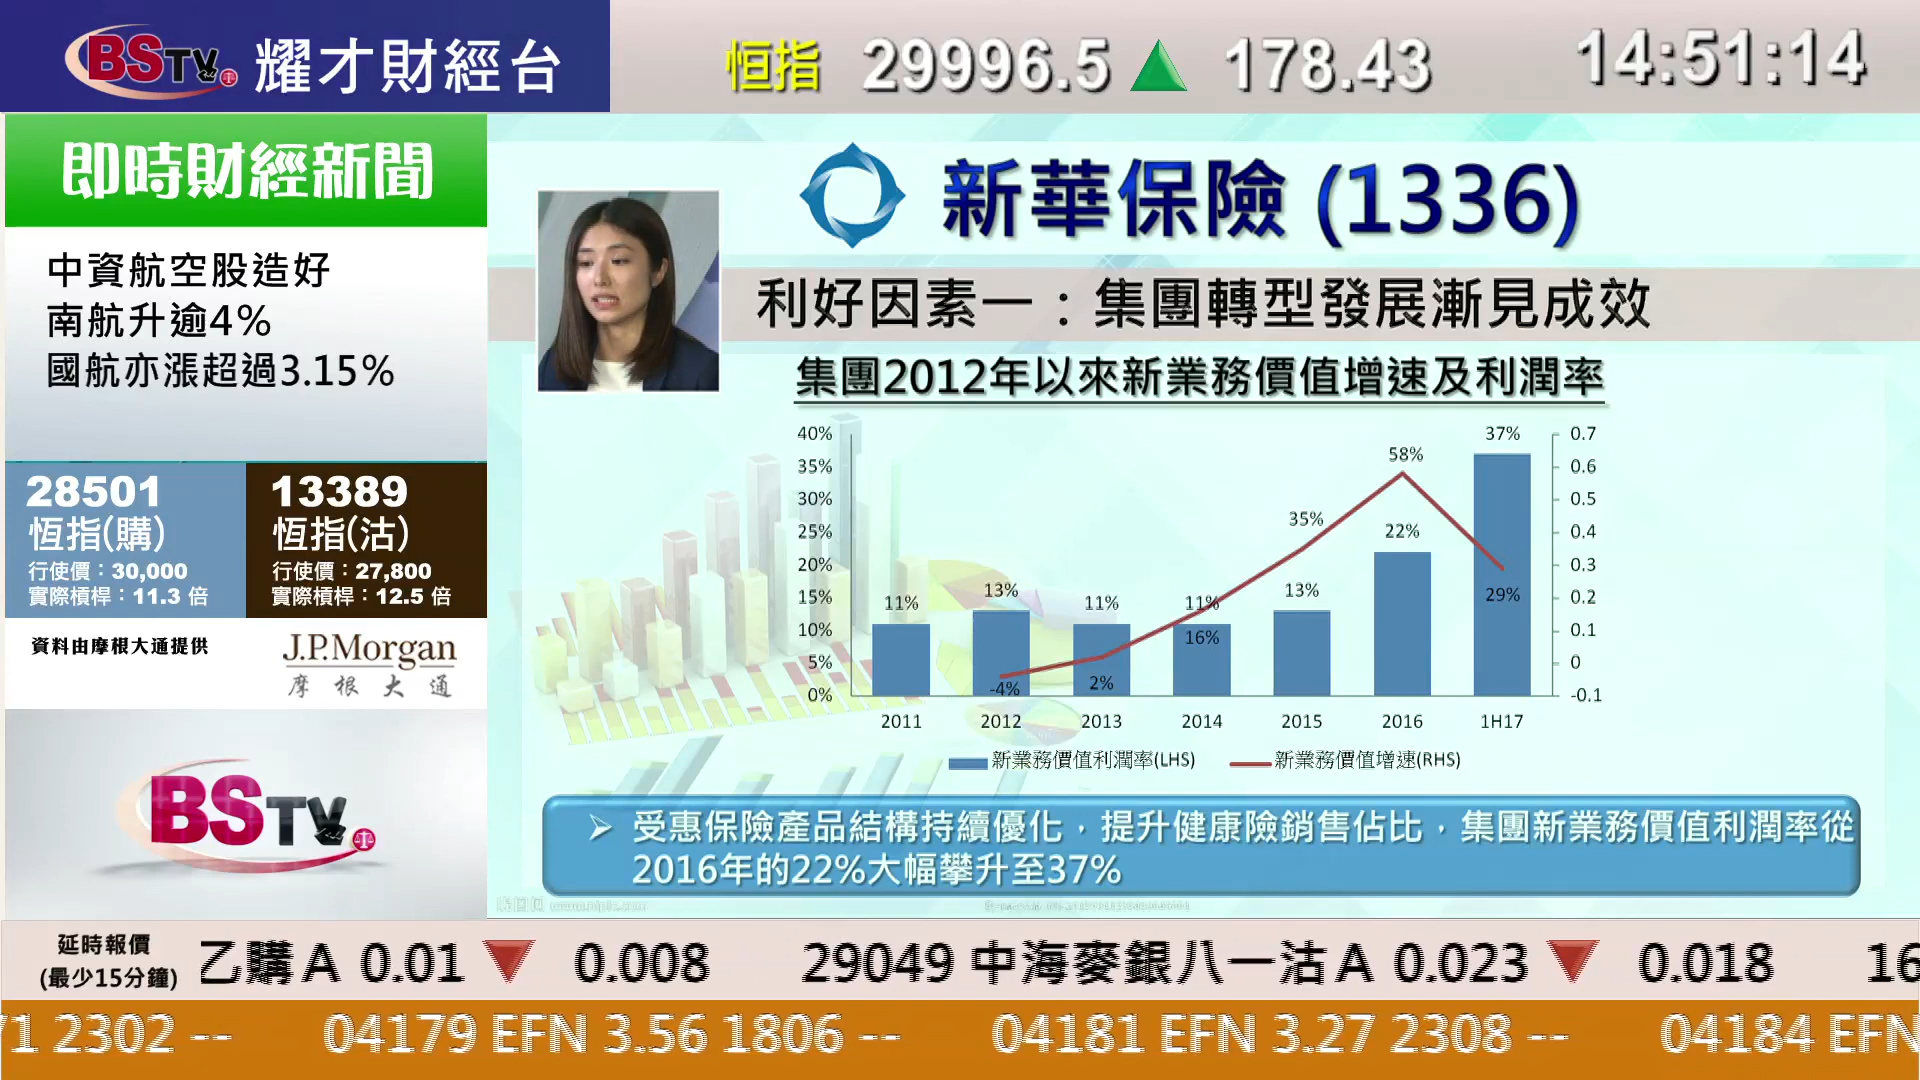 BSTV 耀才財經台
恒指 29996.5 178.43
14:51:14
即時財經新聞
中資航空股造好
南航升逾4%
國航亦漲超過3.15%
28501
恆指(購)
行使價：30,000
實際槓桿：11.3 倍
13389
恆指(沽)
行使價：27,800
實際槓桿：12.5 倍
資料由摩根大通提供
J.P.Morgan
摩根大通
BSTV
新華保險 (1336)
利好因素一：集團轉型發展漸見成效
集團2012年以來新業務價值增速及利潤率
40%
35%
30%
25%
20%
15%
10%
5%
0%
0.7
0.6
0.5
0.4
0.3
0.2
0.1
0
-0.1
11%
13%
11%
11%
13%
22%
37%
-4%
2%
16%
35%
58%
29%
2011 2012 2013 2014 2015 2016 1H17
新業務價值利潤率(LHS) 新業務價值增速(RHS)
➢ 受惠保險產品結構持續優化，提升健康險銷售佔比，集團新業務價值利潤率從
2016年的22%大幅攀升至37%
延時報價
(最少15分鐘)
乙購A 0.01 0.008 29049 中海麥銀八一沽A 0.023 0.018 16
71 2302 -- 04179 EFN 3.56 1806 -- 04181 EFN 3.27 2308 -- 04184 EFN